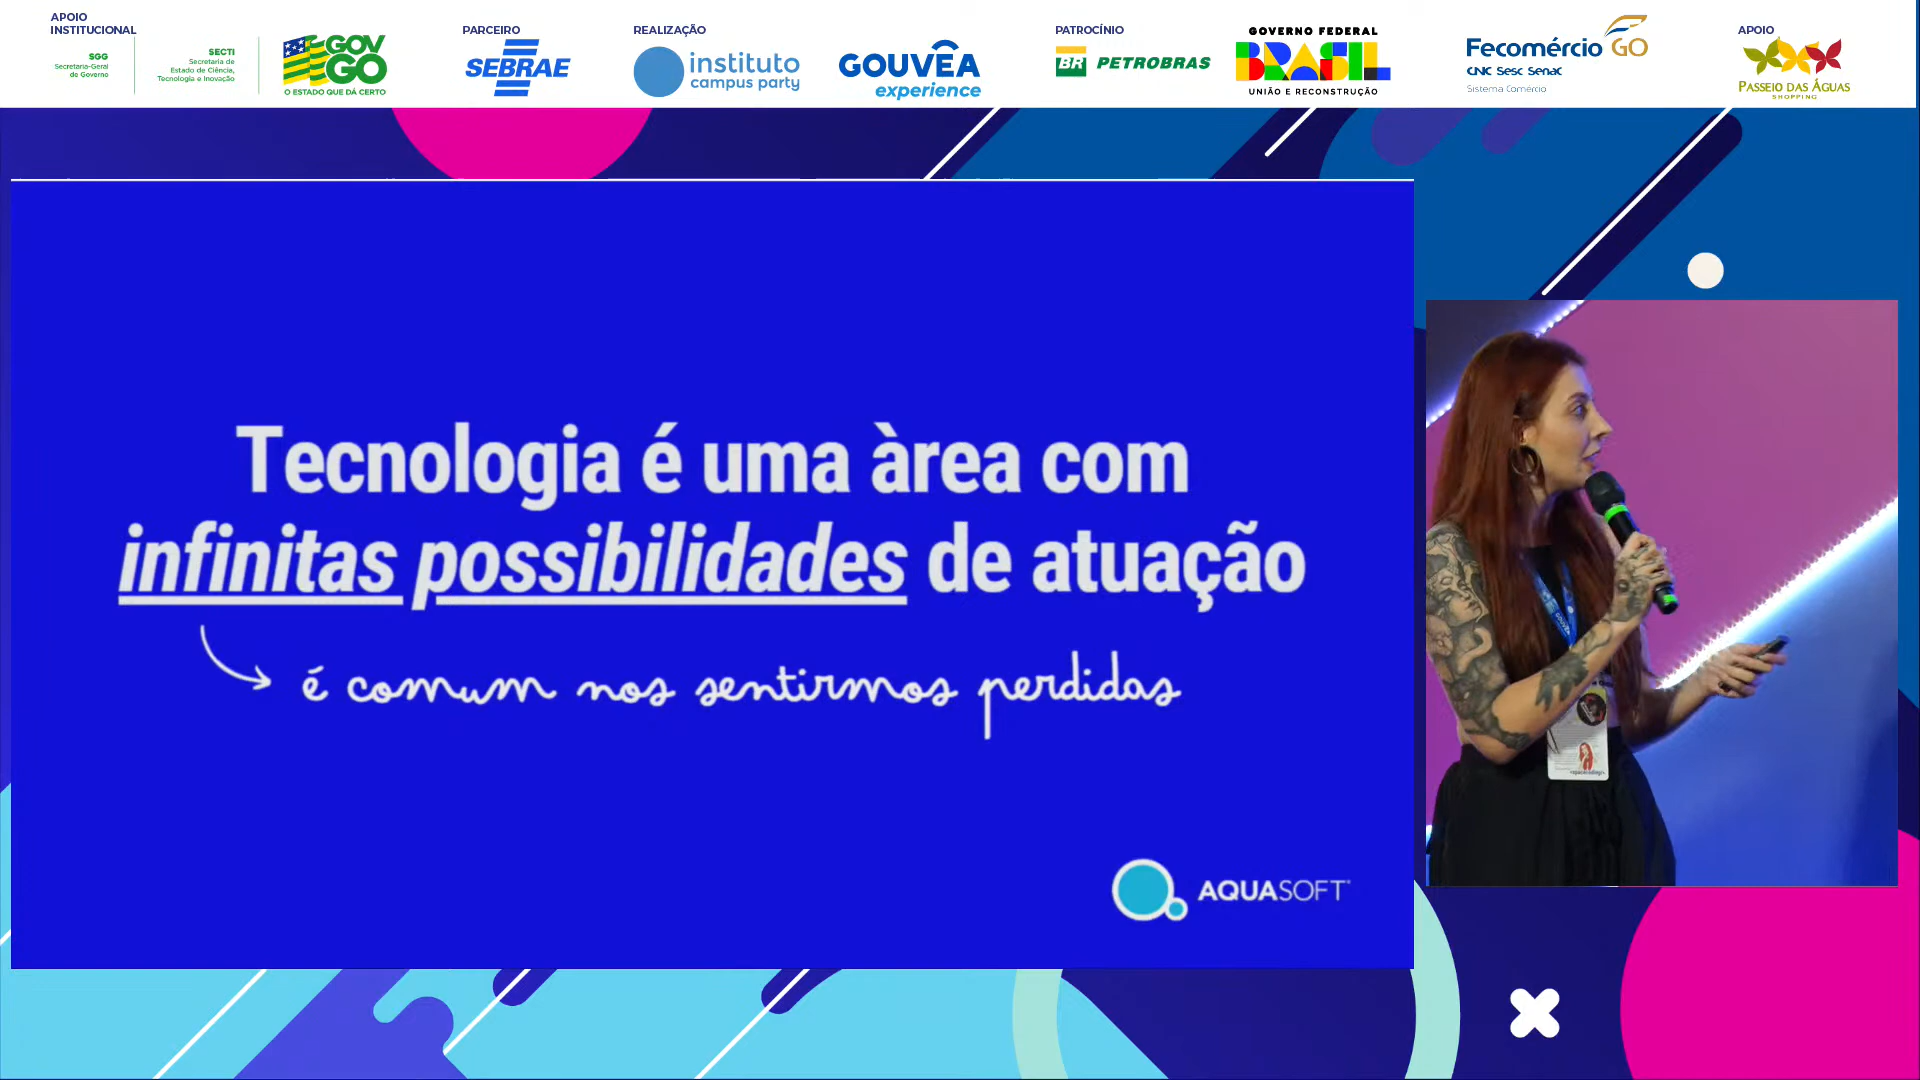 APOIO
INSTITUCIONAL
SGG
Secretaria-Geral
de Governo
SECTI
Secretaria de
Estado de Ciência,
Tecnologia e Inovação
GOV
GO
O ESTADO QUE DÁ CERTO
PARCEIRO
SEBRAE
REALIZAÇÃO
instituto
campus party
GOUVÊA
experience
PATROCÍNIO
BR PETROBRAS
GOVERNO FEDERAL
BRASIL
UNIÃO E RECONSTRUÇÃO
Fecomércio GO
CNC Sesc Senac
Sistema Comércio
APOIO
PASSEIO DAS ÁGUAS
SHOPPING
Tecnologia é uma àrea com
infinitas possibilidades de atuação
é comum nos sentirmos perdidas
AQUASOFT